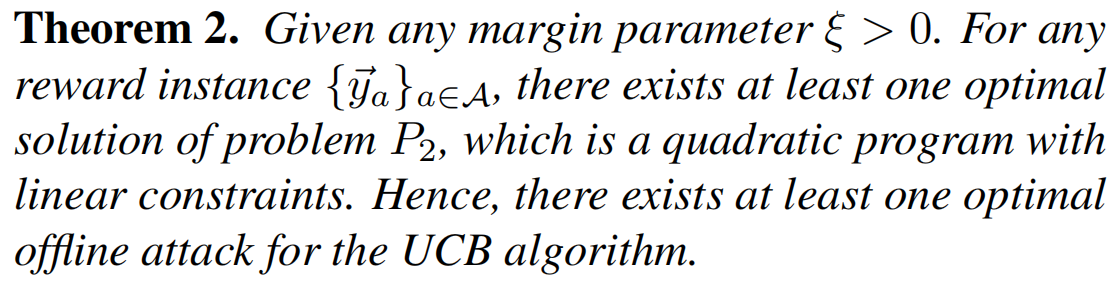 Theorem 2. Given any margin parameter ξ > 0. For any
reward instance {y⃗ₐ}ₐ∈𝒜, there exists at least one optimal
solution of problem P₂, which is a quadratic program with
linear constraints. Hence, there exists at least one optimal
offline attack for the UCB algorithm.